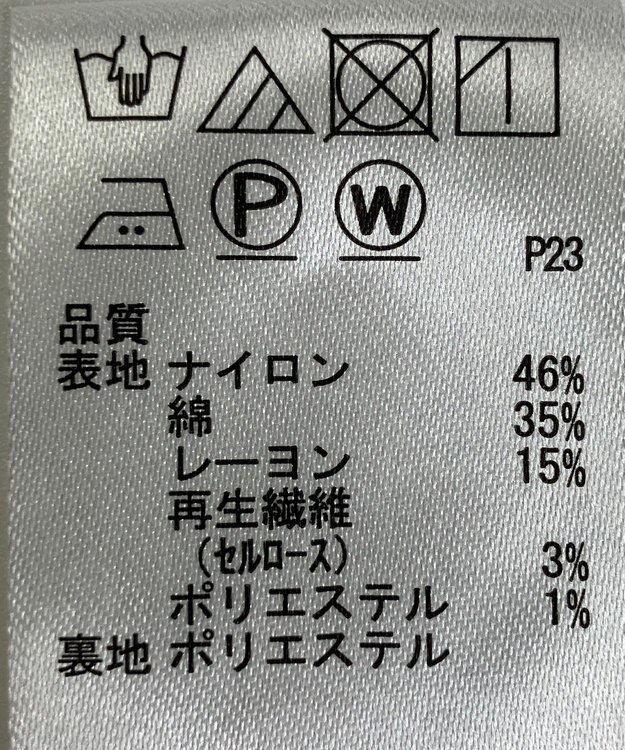 P W
P23
品質
表地 ナイロン 46%
綿 35%
レーヨン 15%
再生繊維
（セルロース） 3%
ポリエステル 1%
裏地 ポリエステル